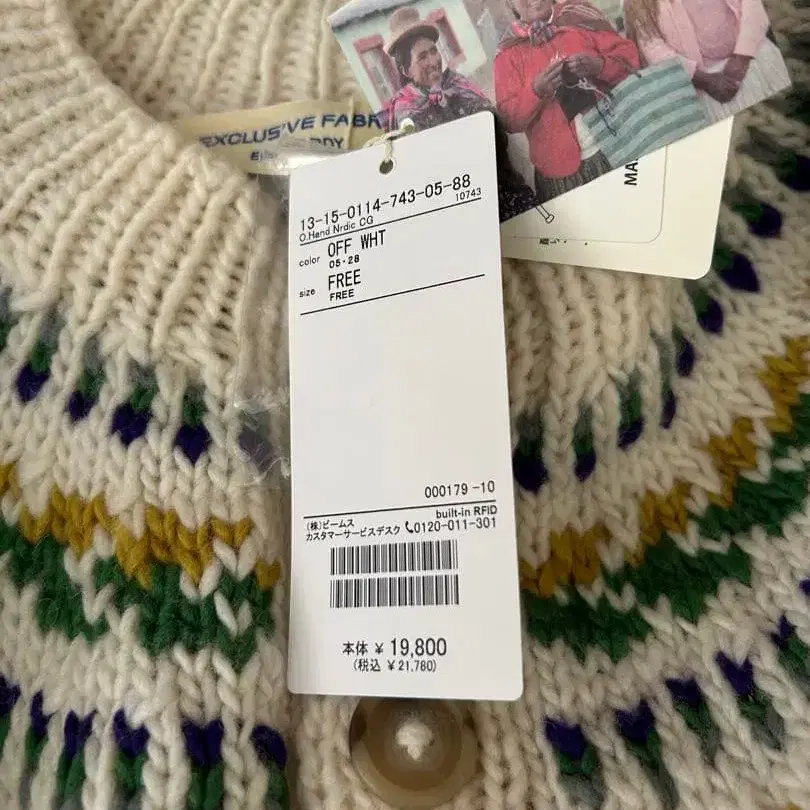 EXCLUSIVE FABR
13-15-0114-743-05-88
10743
O.Hand Nrdic CG
color OFF WHT
05-28
size FREE
FREE
000179 -10
built-in RFID
(株)ビームス
カスタマーサービスデスク 📞0120-011-301
本体 ¥ 19,800
(税込 ¥ 21,780)